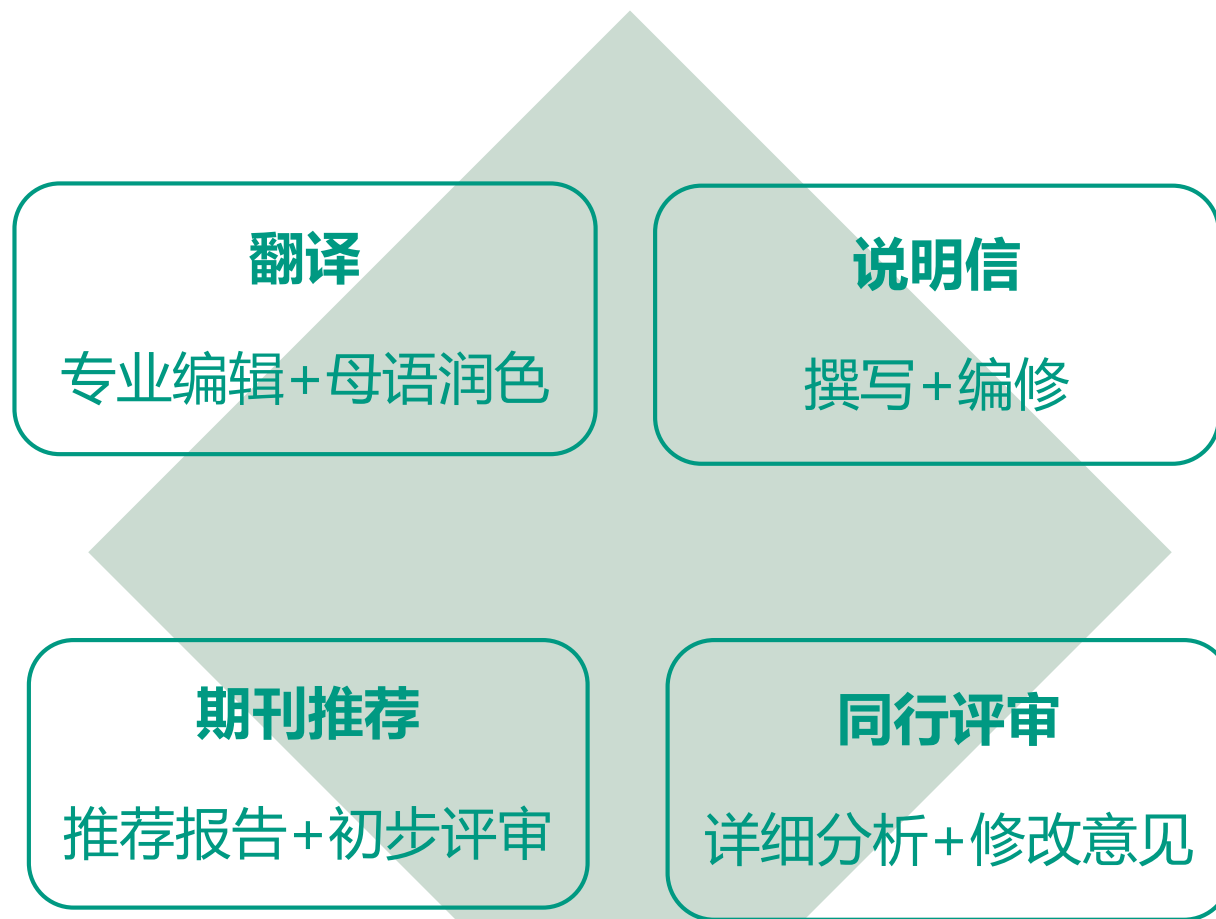 翻译
专业编辑+母语润色
说明信
撰写+编修
期刊推荐
推荐报告+初步评审
同行评审
详细分析+修改意见